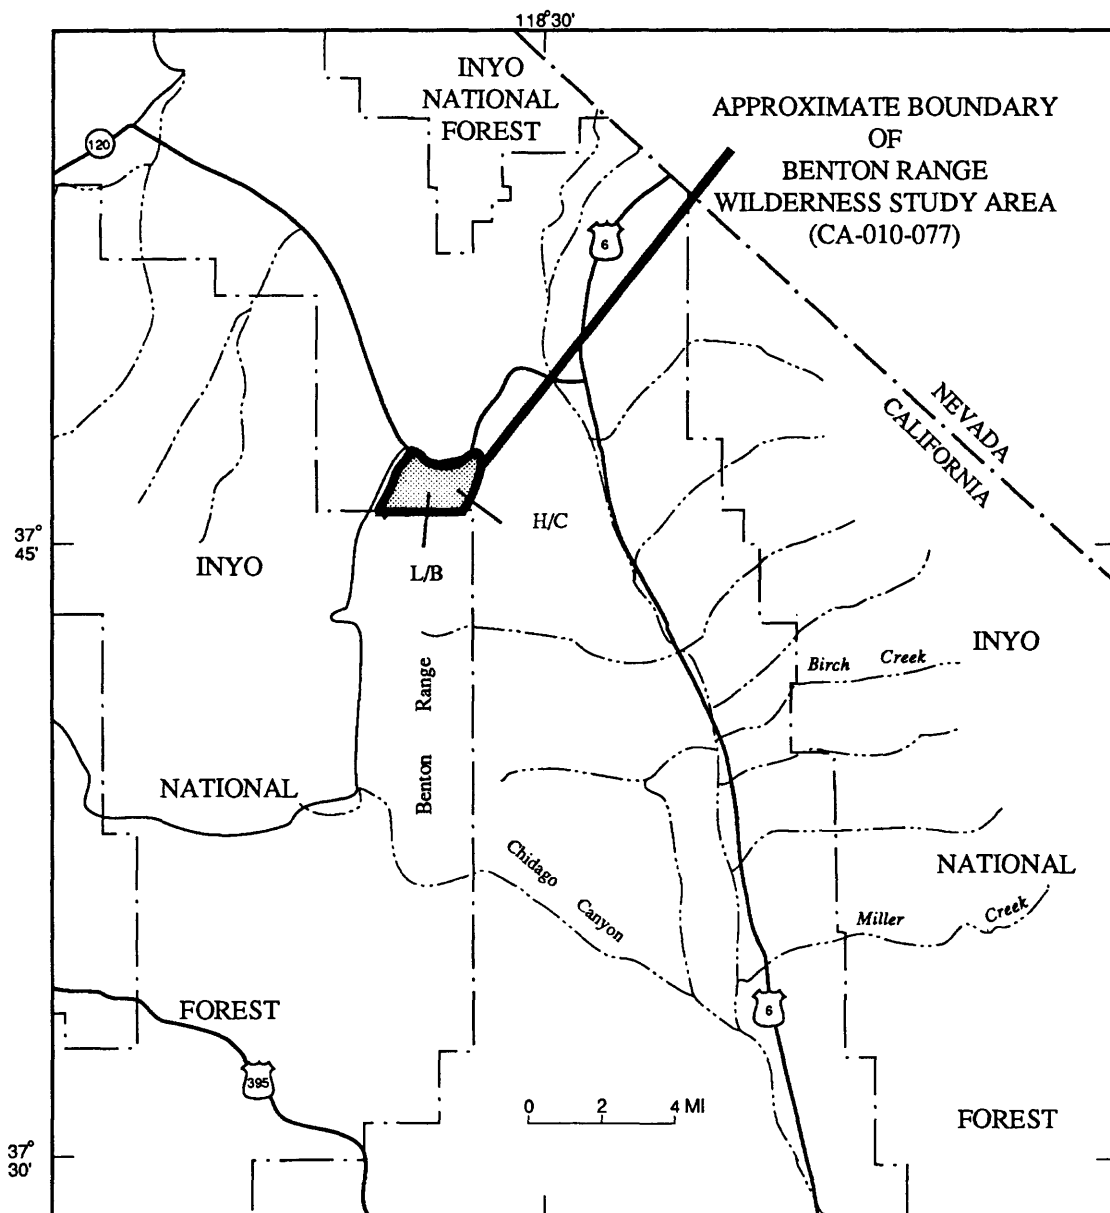 118°30'
INYO
NATIONAL
FOREST
APPROXIMATE BOUNDARY
OF
BENTON RANGE
WILDERNESS STUDY AREA
(CA-010-077)
120
6
NEVADA
CALIFORNIA
37°
45'
H/C
INYO
L/B
INYO
Birch Creek
Benton Range
NATIONAL
Chidago
Canyon
NATIONAL
Miller Creek
FOREST
6
395
0 2 4 MI
FOREST
37°
30'